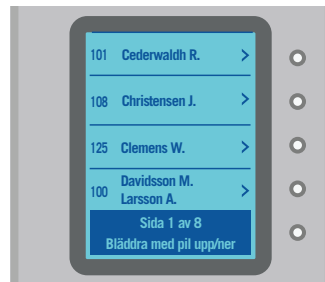 101 Cederwaldh R.
108 Christensen J.
125 Clemens W.
100 Davidsson M.
Larsson A.
Sida 1 av 8
Bläddra med pil upp/ner